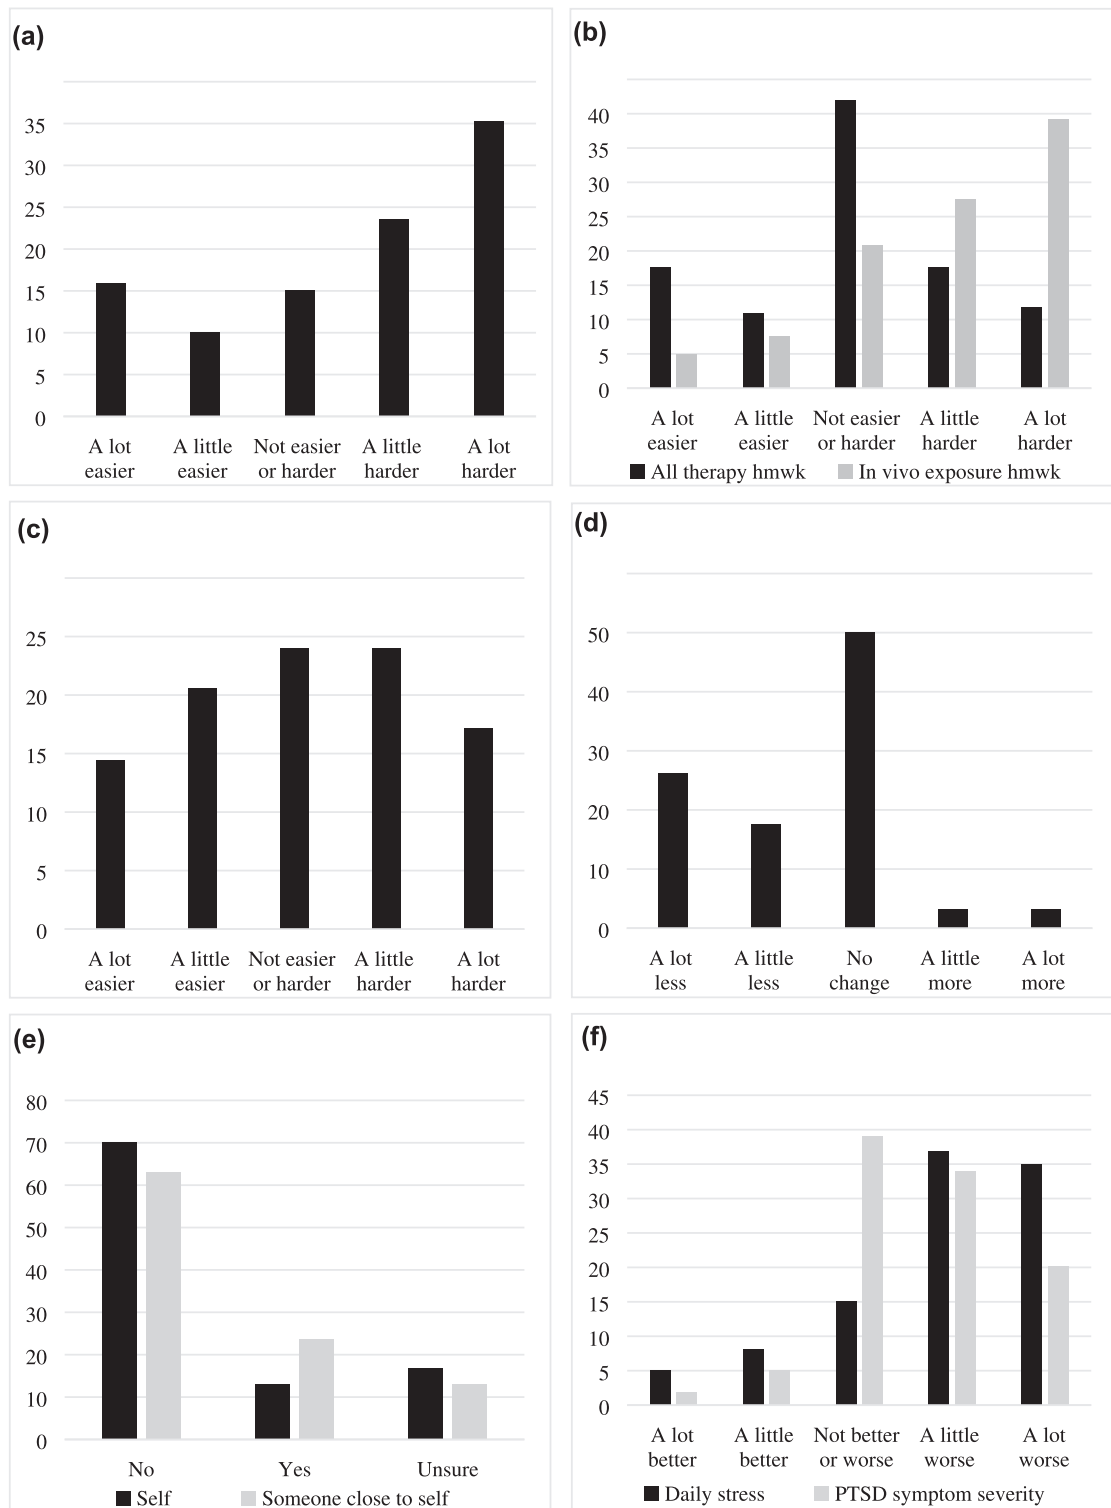 (a)
35
30
25
20
15
10
5
0
A lot A little Not easier A little A lot
easier easier or harder harder harder
(b)
40
35
30
25
20
15
10
5
0
A lot A little Not easier A little A lot
easier easier or harder harder harder
All therapy hmwk In vivo exposure hmwk
(c)
25
20
15
10
5
0
A lot A little Not easier A little A lot
easier easier or harder harder harder
(d)
50
40
30
20
10
0
A lot A little No A little A lot
less less change more more
(e)
80
70
60
50
40
30
20
10
0
No Yes Unsure
Self Someone close to self
(f)
45
40
35
30
25
20
15
10
5
0
A lot A little Not better A little A lot
better better or worse worse worse
Daily stress PTSD symptom severity